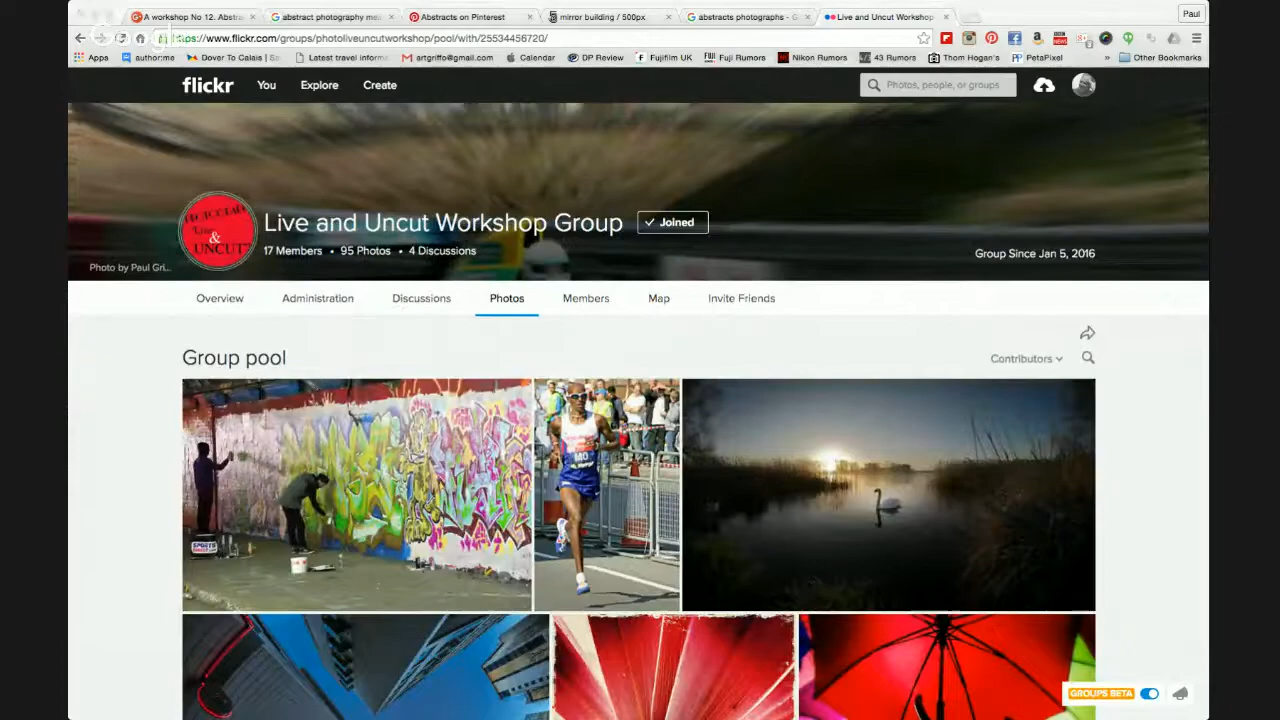 A workshop No 12. Abstra
abstract photography mea
Abstracts on Pinterest
mirror building / 500px
abstracts photographs - G
Live and Uncut Workshop
Paul
https://www.flickr.com/groups/photoliveuncutworkshop/pool/with/25534456720/
Apps
author:me
Dover To Calais | Sa
Latest travel inform
artgriffo@gmail.com
Calendar
DP Review
Fujifilm UK
Fuji Rumors
Nikon Rumors
43 Rumors
Thom Hogan's
PetaPixel
» Other Bookmarks
flickr
You
Explore
Create
Photos, people, or groups
Live and Uncut Workshop Group
Joined
& UNCUT
17 Members • 95 Photos • 4 Discussions
Photo by Paul Gri...
Group Since Jan 5, 2016
Overview
Administration
Discussions
Photos
Members
Map
Invite Friends
Group pool
Contributors
MO
GROUPS BETA